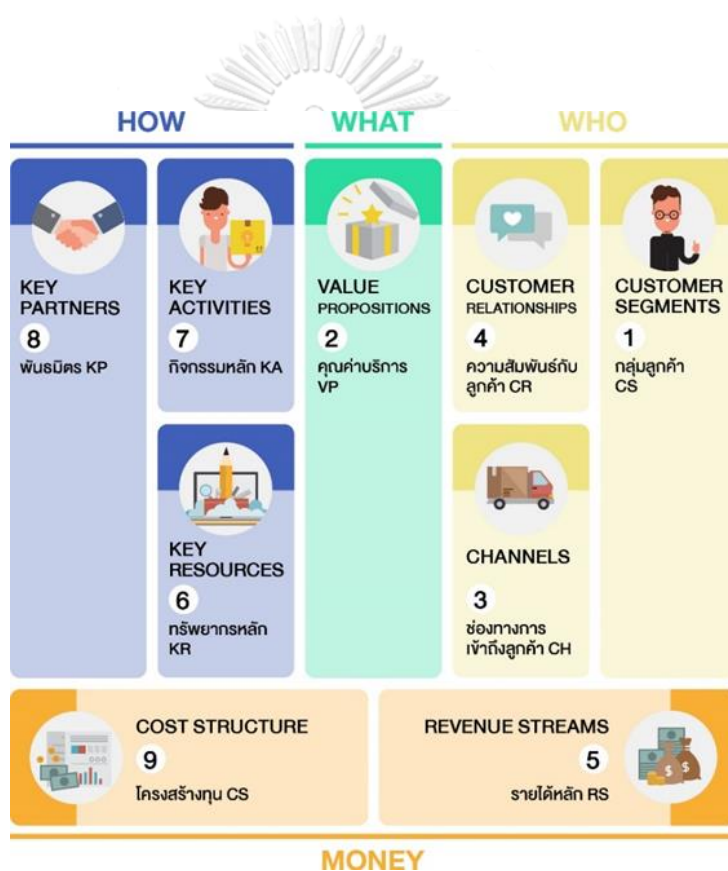 HOW
WHAT
WHO
KEY
PARTNERS
8
พันธมิตร KP
KEY
ACTIVITIES
7
กิจกรรมหลัก KA
KEY
RESOURCES
6
ทรัพยากรหลัก
KR
VALUE
PROPOSITIONS
2
คุณค่าบริการ
VP
CUSTOMER
RELATIONSHIPS
4
ความสัมพันธ์กับ
ลูกค้า CR
CHANNELS
3
ช่องทางการ
เข้าถึงลูกค้า CH
CUSTOMER
SEGMENTS
1
กลุ่มลูกค้า
CS
COST STRUCTURE
9
โครงสร้างทุน CS
REVENUE STREAMS
5
รายได้หลัก RS
MONEY